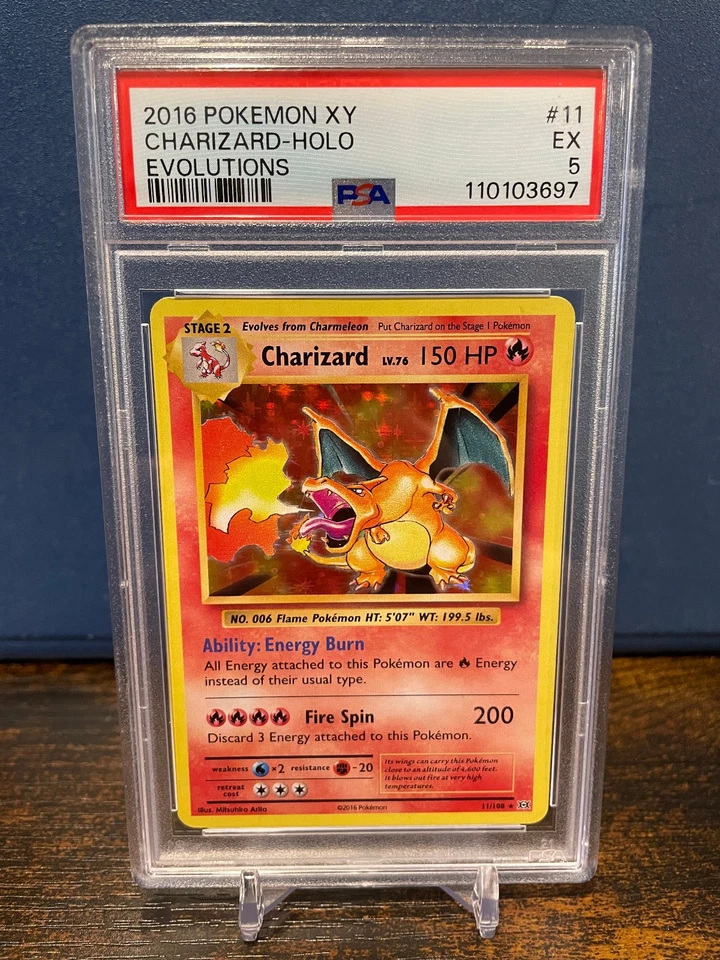 2016 POKEMON XY #11
CHARIZARD-HOLO EX
EVOLUTIONS 5
PSA 110103697
STAGE 2 Evolves from Charmeleon Put Charizard on the Stage 1 Pokémon
Charizard LV.76 150 HP
NO. 006 Flame Pokémon HT: 5'07" WT: 199.5 lbs.
Ability: Energy Burn
All Energy attached to this Pokémon are Energy
instead of their usual type.
Fire Spin 200
Discard 3 Energy attached to this Pokémon.
weakness ×2 resistance -20
retreat
cost
Its wings can carry this Pokémon
close to an altitude of 4,600 feet.
It blows out fire at very high
temperatures.
Illus. Mitsuhiro Arita ©2016 Pokémon 11/108 ★